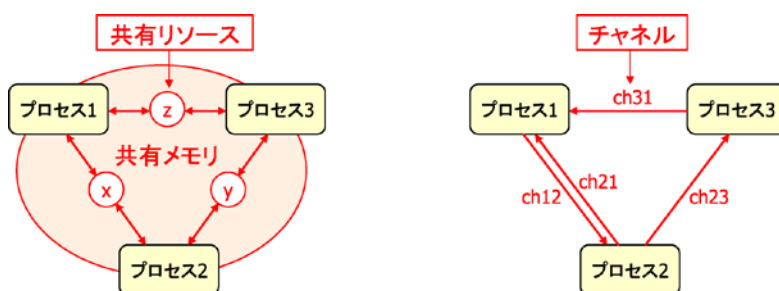 共有リソース
プロセス1
z
プロセス3
共有メモリ
x
y
プロセス2
チャネル
プロセス1
ch31
プロセス3
ch21
ch12
ch23
プロセス2